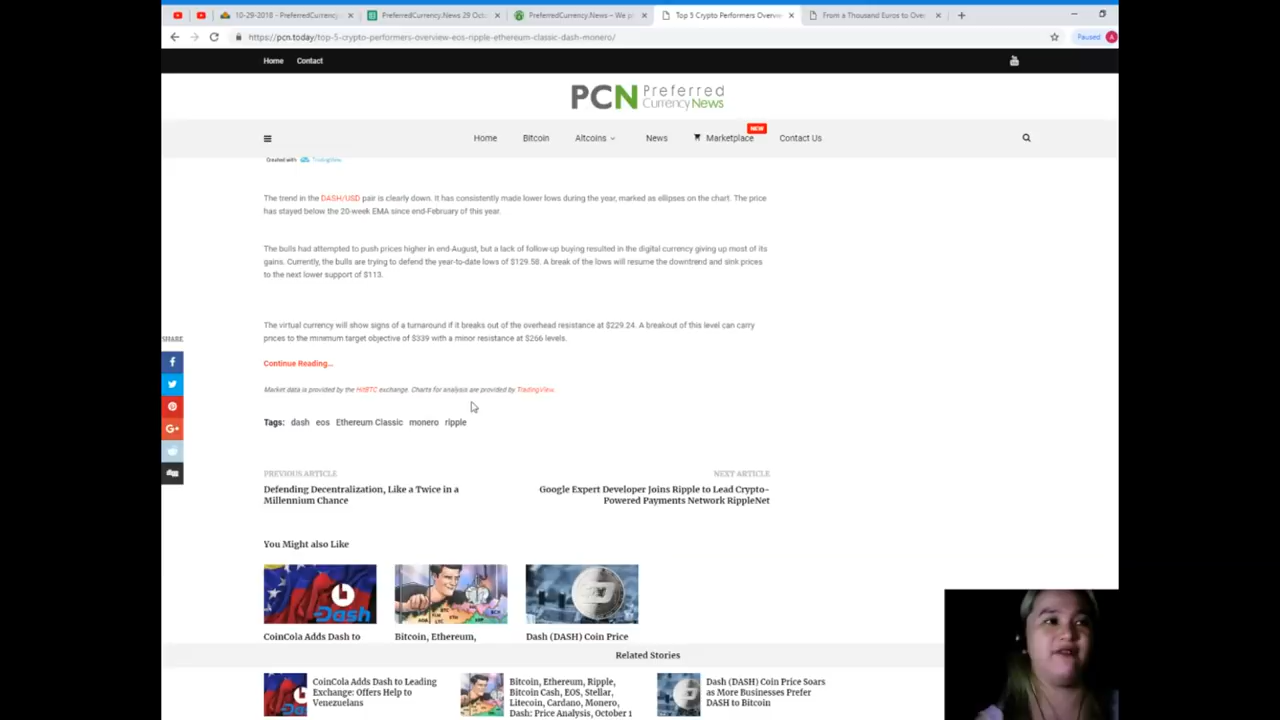 10-29-2018 - PreferredCurrency
PreferredCurrency.News 29 Oct
PreferredCurrency.News – We p
Top 5 Crypto Performers Overvi
From a Thousand Euros to Over
https://pcn.today/top-5-crypto-performers-overview-eos-ripple-ethereum-classic-dash-monero/
Paused
A
Home
Contact
PCN Preferred
Currency News
Home
Bitcoin
Altcoins
News
Marketplace
NEW
Contact Us
Created with TradingView
The trend in the DASH/USD pair is clearly down. It has consistently made lower lows during the year, marked as ellipses on the chart. The price
has stayed below the 20-week EMA since end-February of this year.
The bulls had attempted to push prices higher in end-August, but a lack of follow-up buying resulted in the digital currency giving up most of its
gains. Currently, the bulls are trying to defend the year-to-date lows of $129.58. A break of the lows will resume the downtrend and sink prices
to the next lower support of $113.
The virtual currency will show signs of a turnaround if it breaks out of the overhead resistance at $229.24. A breakout of this level can carry
prices to the minimum target objective of $339 with a minor resistance at $266 levels.
SHARE
Continue Reading...
Market data is provided by the HitBTC exchange. Charts for analysis are provided by TradingView.
Tags: dash eos Ethereum Classic monero ripple
PREVIOUS ARTICLE
Defending Decentralization, Like a Twice in a
Millennium Chance
NEXT ARTICLE
Google Expert Developer Joins Ripple to Lead Crypto-
Powered Payments Network RippleNet
You Might also Like
CoinCola Adds Dash to
Bitcoin, Ethereum,
Dash (DASH) Coin Price
Related Stories
CoinCola Adds Dash to Leading
Exchange: Offers Help to
Venezuelans
Bitcoin, Ethereum, Ripple,
Bitcoin Cash, EOS, Stellar,
Litecoin, Cardano, Monero,
Dash: Price Analysis, October 1
Dash (DASH) Coin Price Soars
as More Businesses Prefer
DASH to Bitcoin